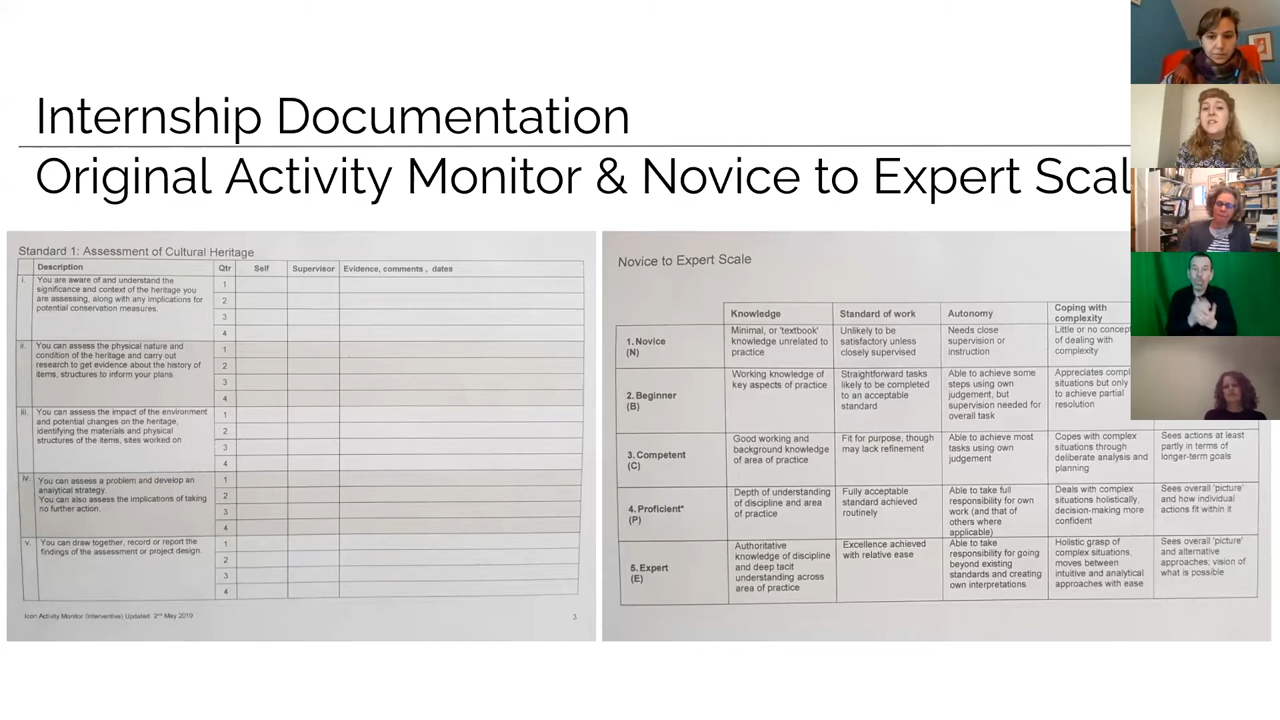 Internship Documentation
Original Activity Monitor & Novice to Expert Scal
Standard 1: Assessment of Cultural Heritage
Description Qtr Self Supervisor Evidence, comments , dates
i. You are aware of and understand the
significance and context of the heritage you
are assessing, along with any implications for
potential conservation measures.
1
2
3
4
ii. You can assess the physical nature and
condition of the heritage and carry out
research to get evidence about the history of
items, structures to inform your plans
1
2
3
4
iii. You can assess the impact of the environment
and potential changes on the heritage,
identifying the materials and physical
structures of the items, sites worked on
1
2
3
4
iv. You can assess a problem and develop an
analytical strategy.
You can also assess the implications of taking
no further action.
1
2
3
4
v. You can draw together, record or report the
findings of the assessment or project design.
1
2
3
4
Icon Activity Monitor (Interventive) Updated. 2nd May 2019
3
Novice to Expert Scale
Knowledge
Standard of work
Autonomy
Coping with
complexity
1. Novice
(N)
Minimal, or 'textbook'
knowledge unrelated to
practice
Unlikely to be
satisfactory unless
closely supervised
Needs close
supervision or
instruction
Little or no concept
of dealing with
complexity
2. Beginner
(B)
Working knowledge of
key aspects of practice
Straightforward tasks
likely to be completed
to an acceptable
standard
Able to achieve some
steps using own
judgement, but
supervision needed for
overall task
Appreciates compl
situations but only
to achieve partial
resolution
3. Competent
(C)
Good working and
background knowledge
of area of practice
Fit for purpose, though
may lack refinement
Able to achieve most
tasks using own
judgement
Copes with complex
situations through
deliberate analysis and
planning
Sees actions at least
partly in terms of
longer-term goals
4. Proficient*
(P)
Depth of understanding
of discipline and area
of practice
Fully acceptable
standard achieved
routinely
Able to take full
responsibility for own
work (and that of
others where
applicable)
Deals with complex
situations holistically,
decision-making more
confident
Sees overall 'picture'
and how individual
actions fit within it
5. Expert
(E)
Authoritative
knowledge of discipline
and deep tacit
understanding across
area of practice
Excellence achieved
with relative ease
Able to take
responsibility for going
beyond existing
standards and creating
own interpretations
Holistic grasp of
complex situations,
moves between
intuitive and analytical
approaches with ease
Sees overall 'picture'
and alternative
approaches; vision of
what is possible